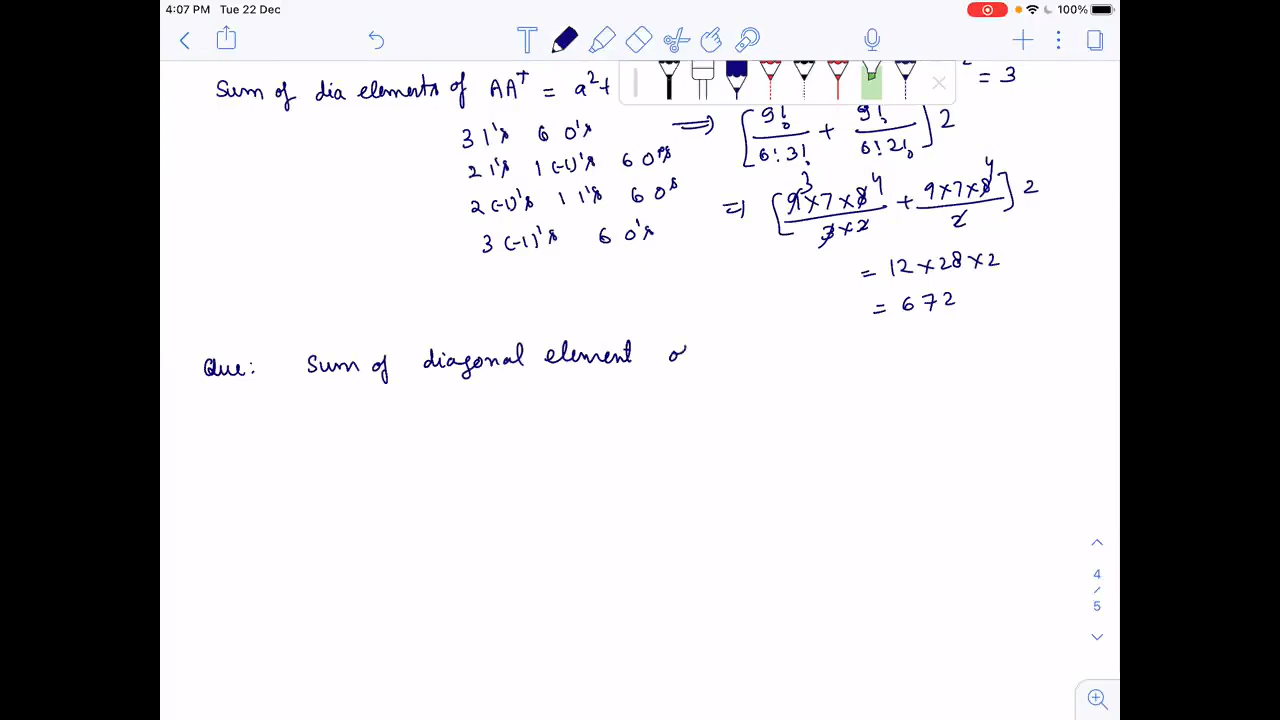 4:07 PM Tue 22 Dec 100%
T
Sum of dia elements of AA^T = a²+ ² = 3
3 1's 6 0's ⟹ [9!/(6! 3!) + 9!/(6! 2!)] 2
2 1's 1 (-1)'s 6 0's
2 (-1)'s 1 1's 6 0s ⟹ [(9×7×8)/(3×2) + (9×7×8)/2] 2
3 (-1)'s 6 0's
= 12×28×2
= 672
Que: Sum of diagonal element o
4
/
5